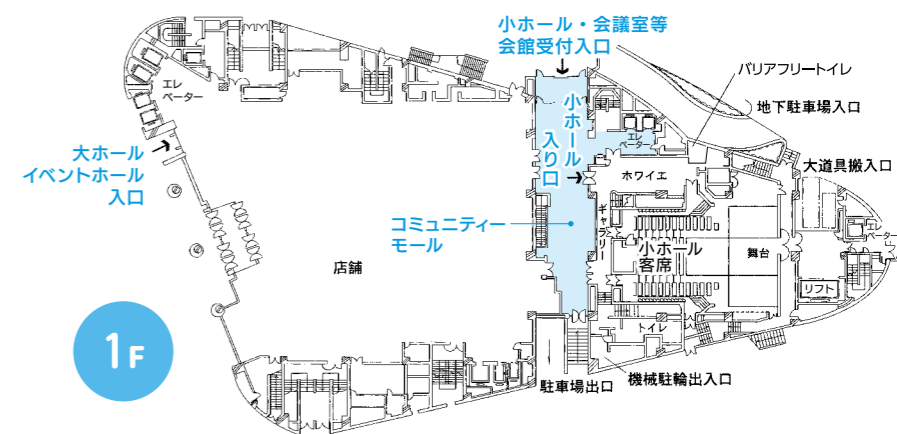 小ホール・会議室等
会館受付入口
バリアフリートイレ
地下駐車場入口
エレ
ベーター
小ホール
入り口
エレ
ベーター
大道具搬入口
大ホール
イベントホール
入口
ホワイエ
コミュニティー
モール
ギャラリー
小ホール
客席
舞台
エレ
ベーター
店舗
リフト
トイレ
1F
駐車場出口
機械駐輪出入口